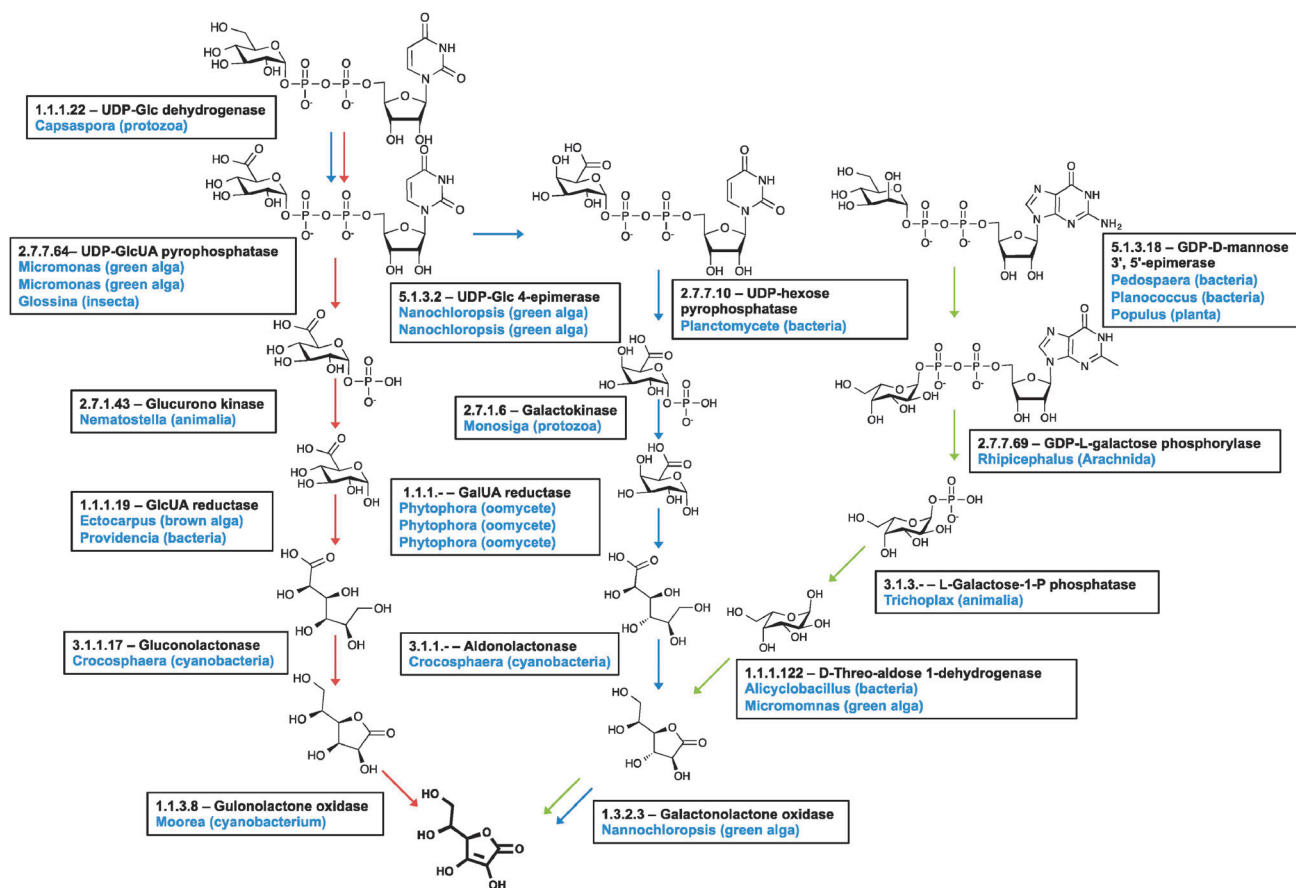 1.1.1.22 – UDP-Glc dehydrogenase
Capsaspora (protozoa)
2.7.7.64– UDP-GlcUA pyrophosphatase
Micromonas (green alga)
Micromonas (green alga)
Glossina (insecta)
5.1.3.2 – UDP-Glc 4-epimerase
Nanochloropsis (green alga)
Nanochloropsis (green alga)
2.7.7.10 – UDP-hexose
pyrophosphatase
Planctomycete (bacteria)
5.1.3.18 – GDP-D-mannose
3', 5'-epimerase
Pedospaera (bacteria)
Planococcus (bacteria)
Populus (planta)
2.7.1.43 – Glucurono kinase
Nematostella (animalia)
2.7.1.6 – Galactokinase
Monosiga (protozoa)
2.7.7.69 – GDP-L-galactose phosphorylase
Rhipicephalus (Arachnida)
1.1.1.19 – GlcUA reductase
Ectocarpus (brown alga)
Providencia (bacteria)
1.1.1.- – GalUA reductase
Phytophora (oomycete)
Phytophora (oomycete)
Phytophora (oomycete)
3.1.3.- – L-Galactose-1-P phosphatase
Trichoplax (animalia)
3.1.1.17 – Gluconolactonase
Crocosphaera (cyanobacteria)
3.1.1.- – Aldonolactonase
Crocosphaera (cyanobacteria)
1.1.1.122 – D-Threo-aldose 1-dehydrogenase
Alicyclobacillus (bacteria)
Micromomnas (green alga)
1.1.3.8 – Gulonolactone oxidase
Moorea (cyanobacterium)
1.3.2.3 – Galactonolactone oxidase
Nannochloropsis (green alga)